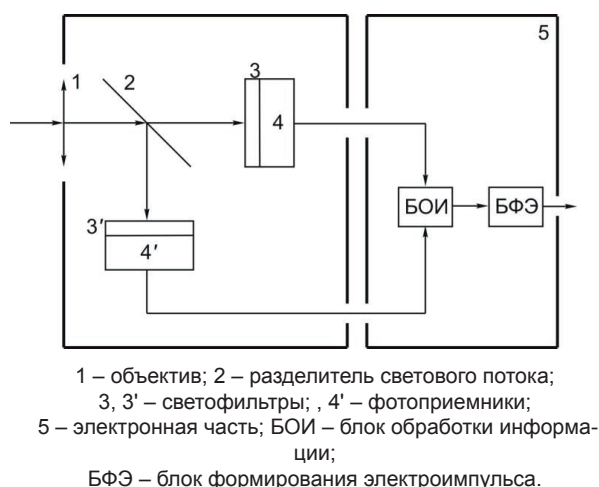 5
1
2
3
4
БОИ
БФЭ
3'
4'
1 – объектив; 2 – разделитель светового потока;
3, 3' – светофильтры; , 4' – фотоприемники;
5 – электронная часть; БОИ – блок обработки информа-
ции;
БФЭ – блок формирования электроимпульса.